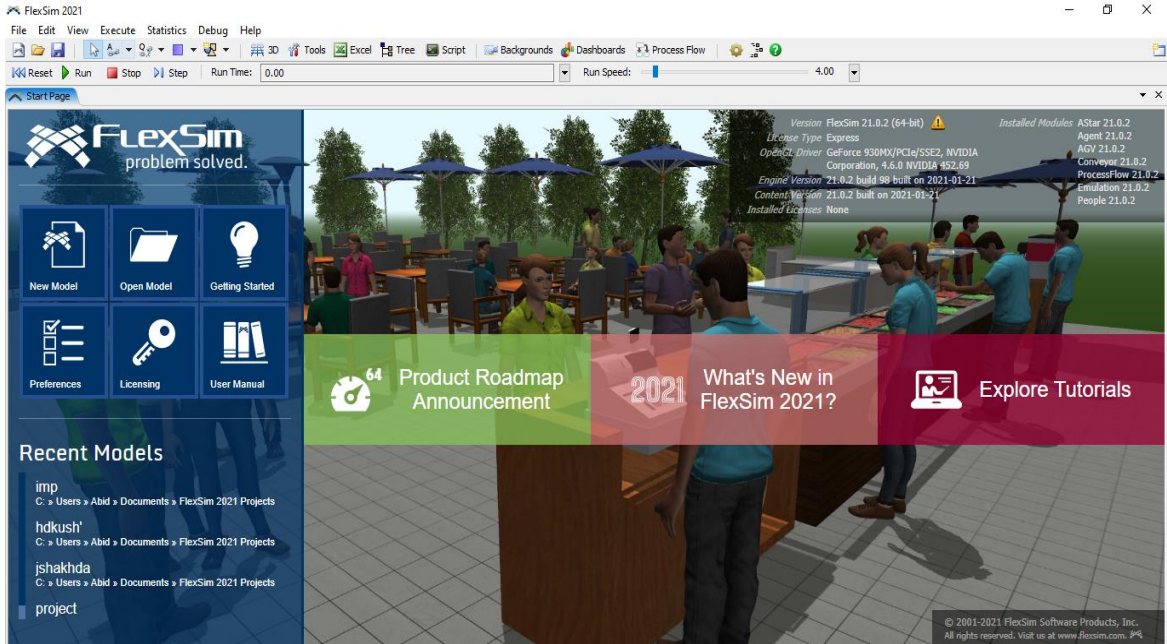 FlexSim 2021
File Edit View Execute Statistics Debug Help
3D Tools Excel Tree Script Backgrounds Dashboards Process Flow
Reset Run Stop Step Run Time: 0.00 Run Speed: 4.00
Start Page
FLEXSIM
problem solved.
New Model Open Model Getting Started
Preferences Licensing User Manual
Recent Models
imp
C: » Users » Abid » Documents » FlexSim 2021 Projects
hdkush'
C: » Users » Abid » Documents » FlexSim 2021 Projects
jshakhda
C: » Users » Abid » Documents » FlexSim 2021 Projects
project
Version FlexSim 21.0.2 (64-bit)
License Type Express
OpenGL Driver GeForce 930MX/PCIe/SSE2, NVIDIA
Corporation, 4.6.0 NVIDIA 452.69
Engine Version 21.0.2 build 98 built on 2021-01-21
Content Version 21.0.2 built on 2021-01-21
Installed Licenses None
Installed Modules AStar 21.0.2
Agent 21.0.2
AGV 21.0.2
Conveyor 21.0.2
ProcessFlow 21.0.2
Emulation 21.0.2
People 21.0.2
64
Product Roadmap
Announcement
2021
What's New in
FlexSim 2021?
Explore Tutorials
© 2001-2021 FlexSim Software Products, Inc.
All rights reserved. Visit us at www.flexsim.com.